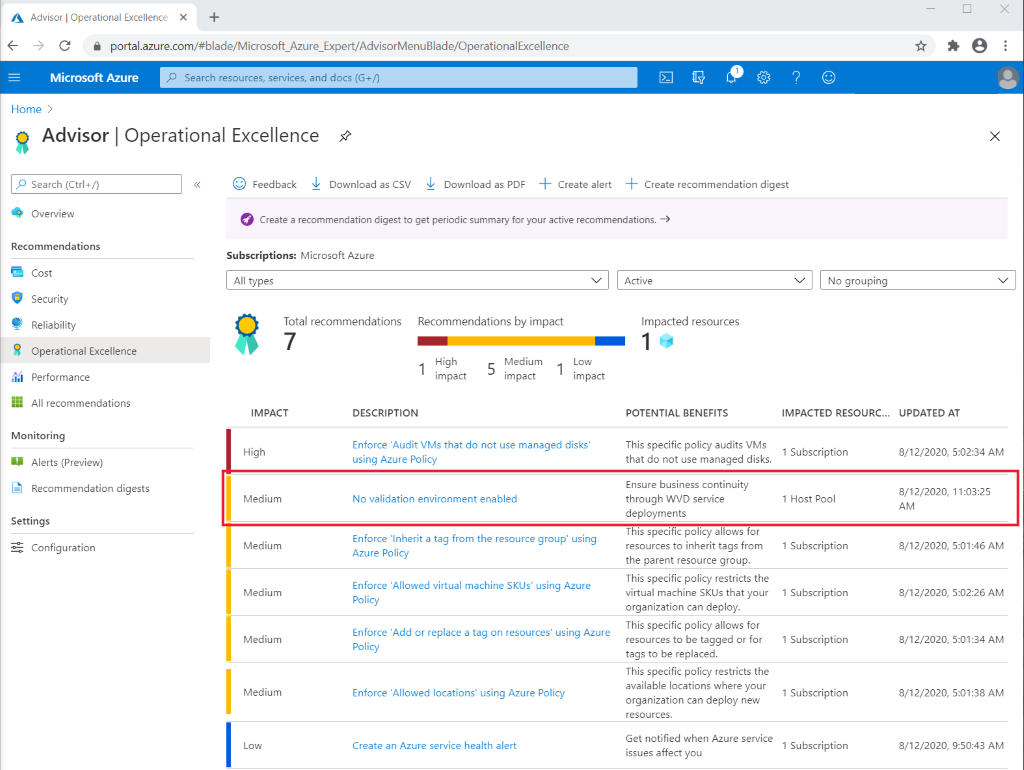 Advisor | Operational Excellence
portal.azure.com/#blade/Microsoft_Azure_Expert/AdvisorMenuBlade/OperationalExcellence
Microsoft Azure
Search resources, services, and docs (G+/)
1
Home >
Advisor | Operational Excellence
Search (Ctrl+/)
«
Overview
Recommendations
Cost
Security
Reliability
Operational Excellence
Performance
All recommendations
Monitoring
Alerts (Preview)
Recommendation digests
Settings
Configuration
Feedback
Download as CSV
Download as PDF
Create alert
Create recommendation digest
Create a recommendation digest to get periodic summary for your active recommendations. →
Subscriptions: Microsoft Azure
All types
Active
No grouping
Total recommendations
7
Recommendations by impact
1 High impact
5 Medium impact
1 Low impact
Impacted resources
1
IMPACT DESCRIPTION POTENTIAL BENEFITS IMPACTED RESOURC... UPDATED AT
High
Enforce 'Audit VMs that do not use managed disks'
using Azure Policy
This specific policy audits VMs
that do not use managed disks.
1 Subscription
8/12/2020, 5:02:34 AM
Medium
No validation environment enabled
Ensure business continuity
through WVD service
deployments
1 Host Pool
8/12/2020, 11:03:25
AM
Medium
Enforce 'Inherit a tag from the resource group' using
Azure Policy
This specific policy allows for
resources to inherit tags from
the parent resource group.
1 Subscription
8/12/2020, 5:01:46 AM
Medium
Enforce 'Allowed virtual machine SKUs' using Azure
Policy
This specific policy restricts the
virtual machine SKUs that your
organization can deploy.
1 Subscription
8/12/2020, 5:02:26 AM
Medium
Enforce 'Add or replace a tag on resources' using Azure
Policy
This specific policy allows for
resources to be tagged or for
tags to be replaced.
1 Subscription
8/12/2020, 5:01:34 AM
Medium
Enforce 'Allowed locations' using Azure Policy
This specific policy restricts the
available locations where your
organization can deploy new
resources.
1 Subscription
8/12/2020, 5:01:38 AM
Low
Create an Azure service health alert
Get notified when Azure service
issues affect you
1 Subscription
8/12/2020, 9:50:43 AM